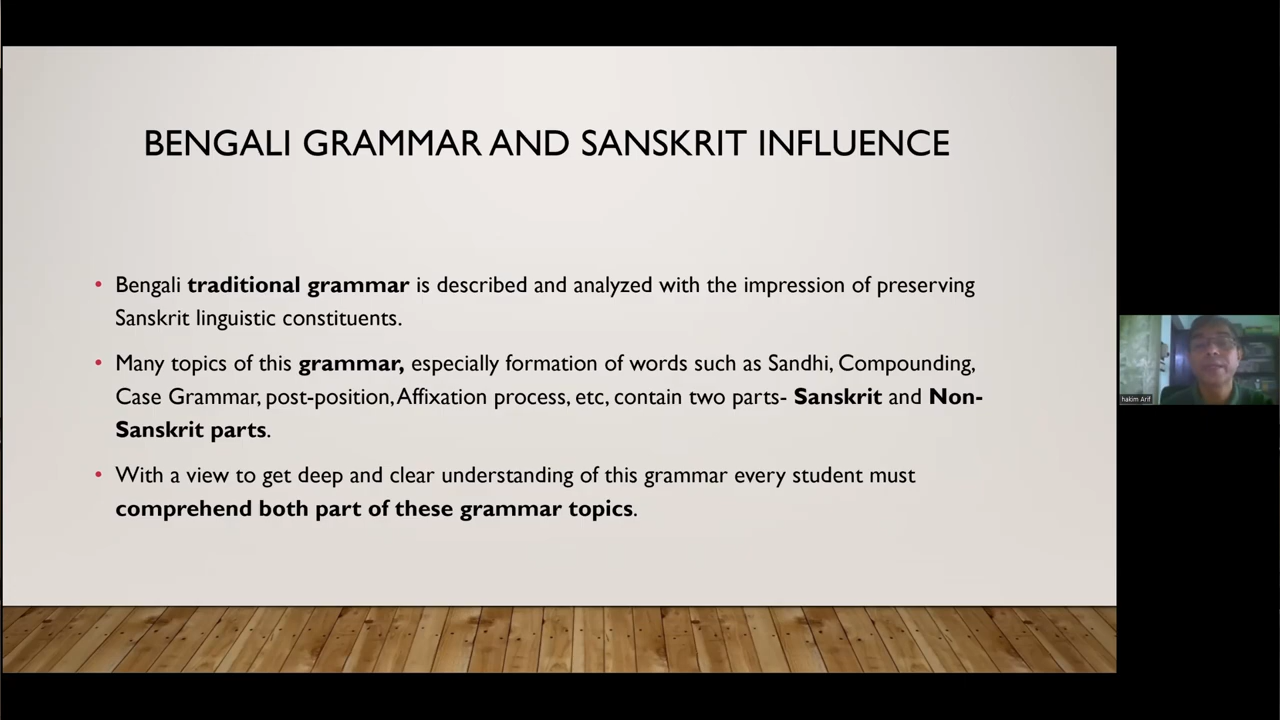 BENGALI GRAMMAR AND SANSKRIT INFLUENCE
• Bengali traditional grammar is described and analyzed with the impression of preserving
Sanskrit linguistic constituents.
• Many topics of this grammar, especially formation of words such as Sandhi, Compounding,
Case Grammar, post-position, Affixation process, etc, contain two parts- Sanskrit and Non-
Sanskrit parts.
• With a view to get deep and clear understanding of this grammar every student must
comprehend both part of these grammar topics.
hakim Arif